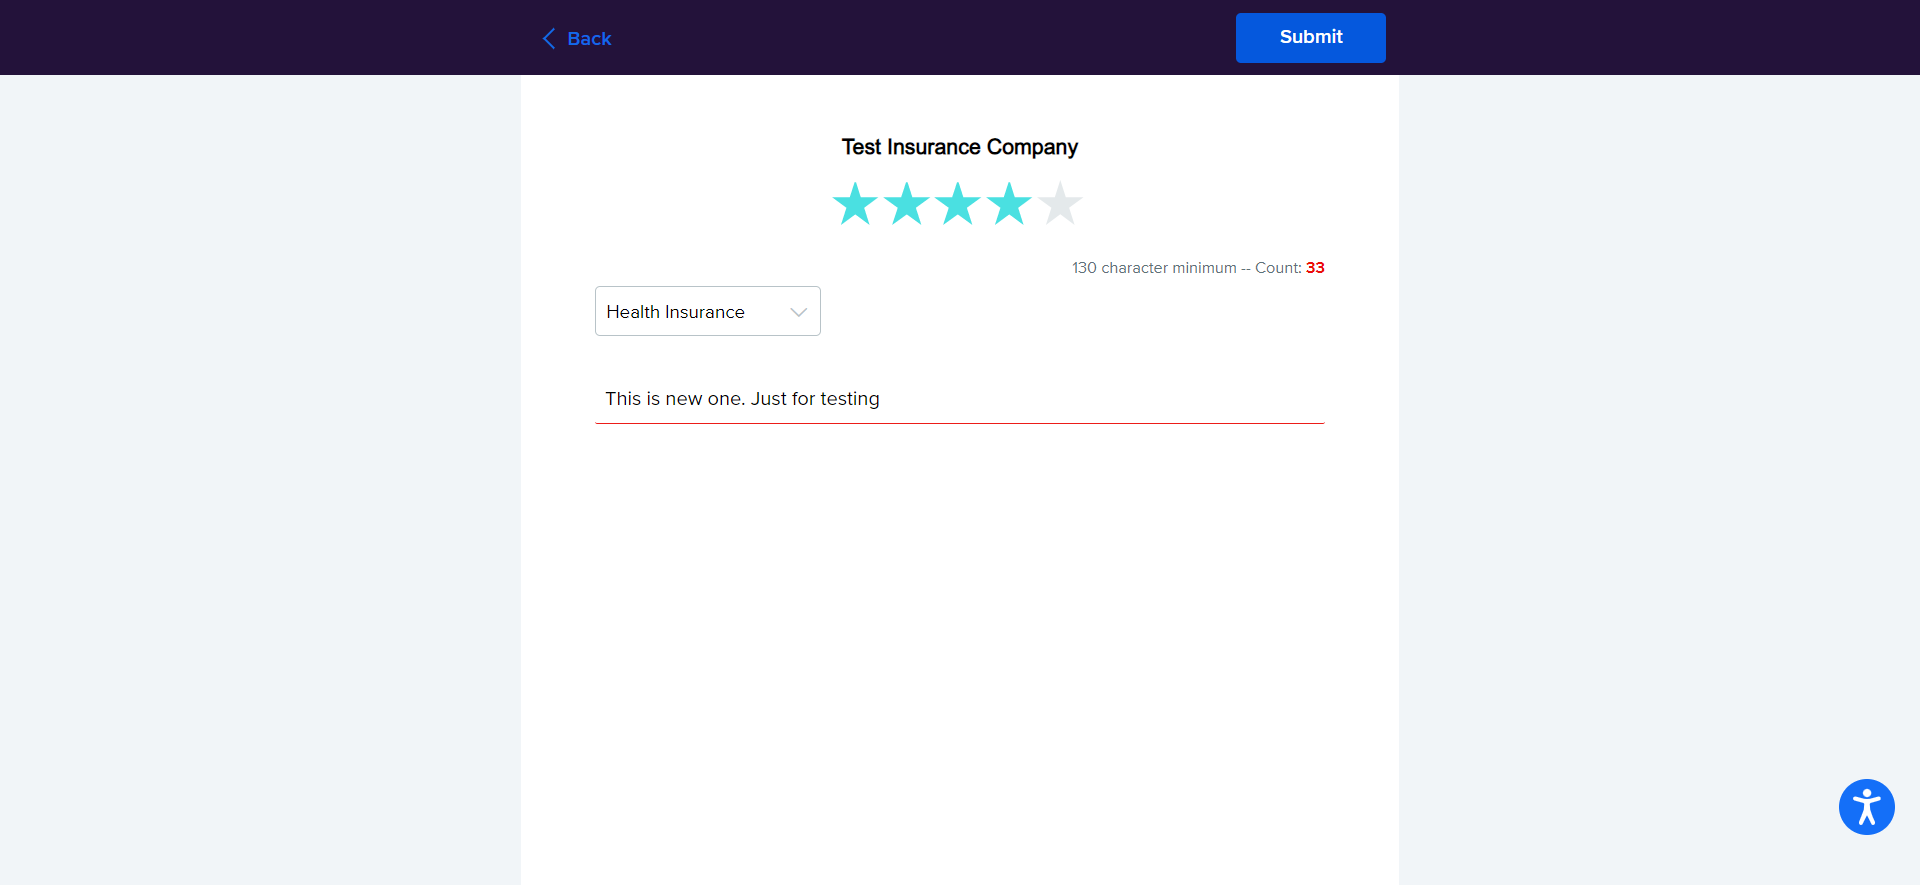 Back
Submit
Test Insurance Company
130 character minimum -- Count: 33
Health Insurance
This is new one. Just for testing